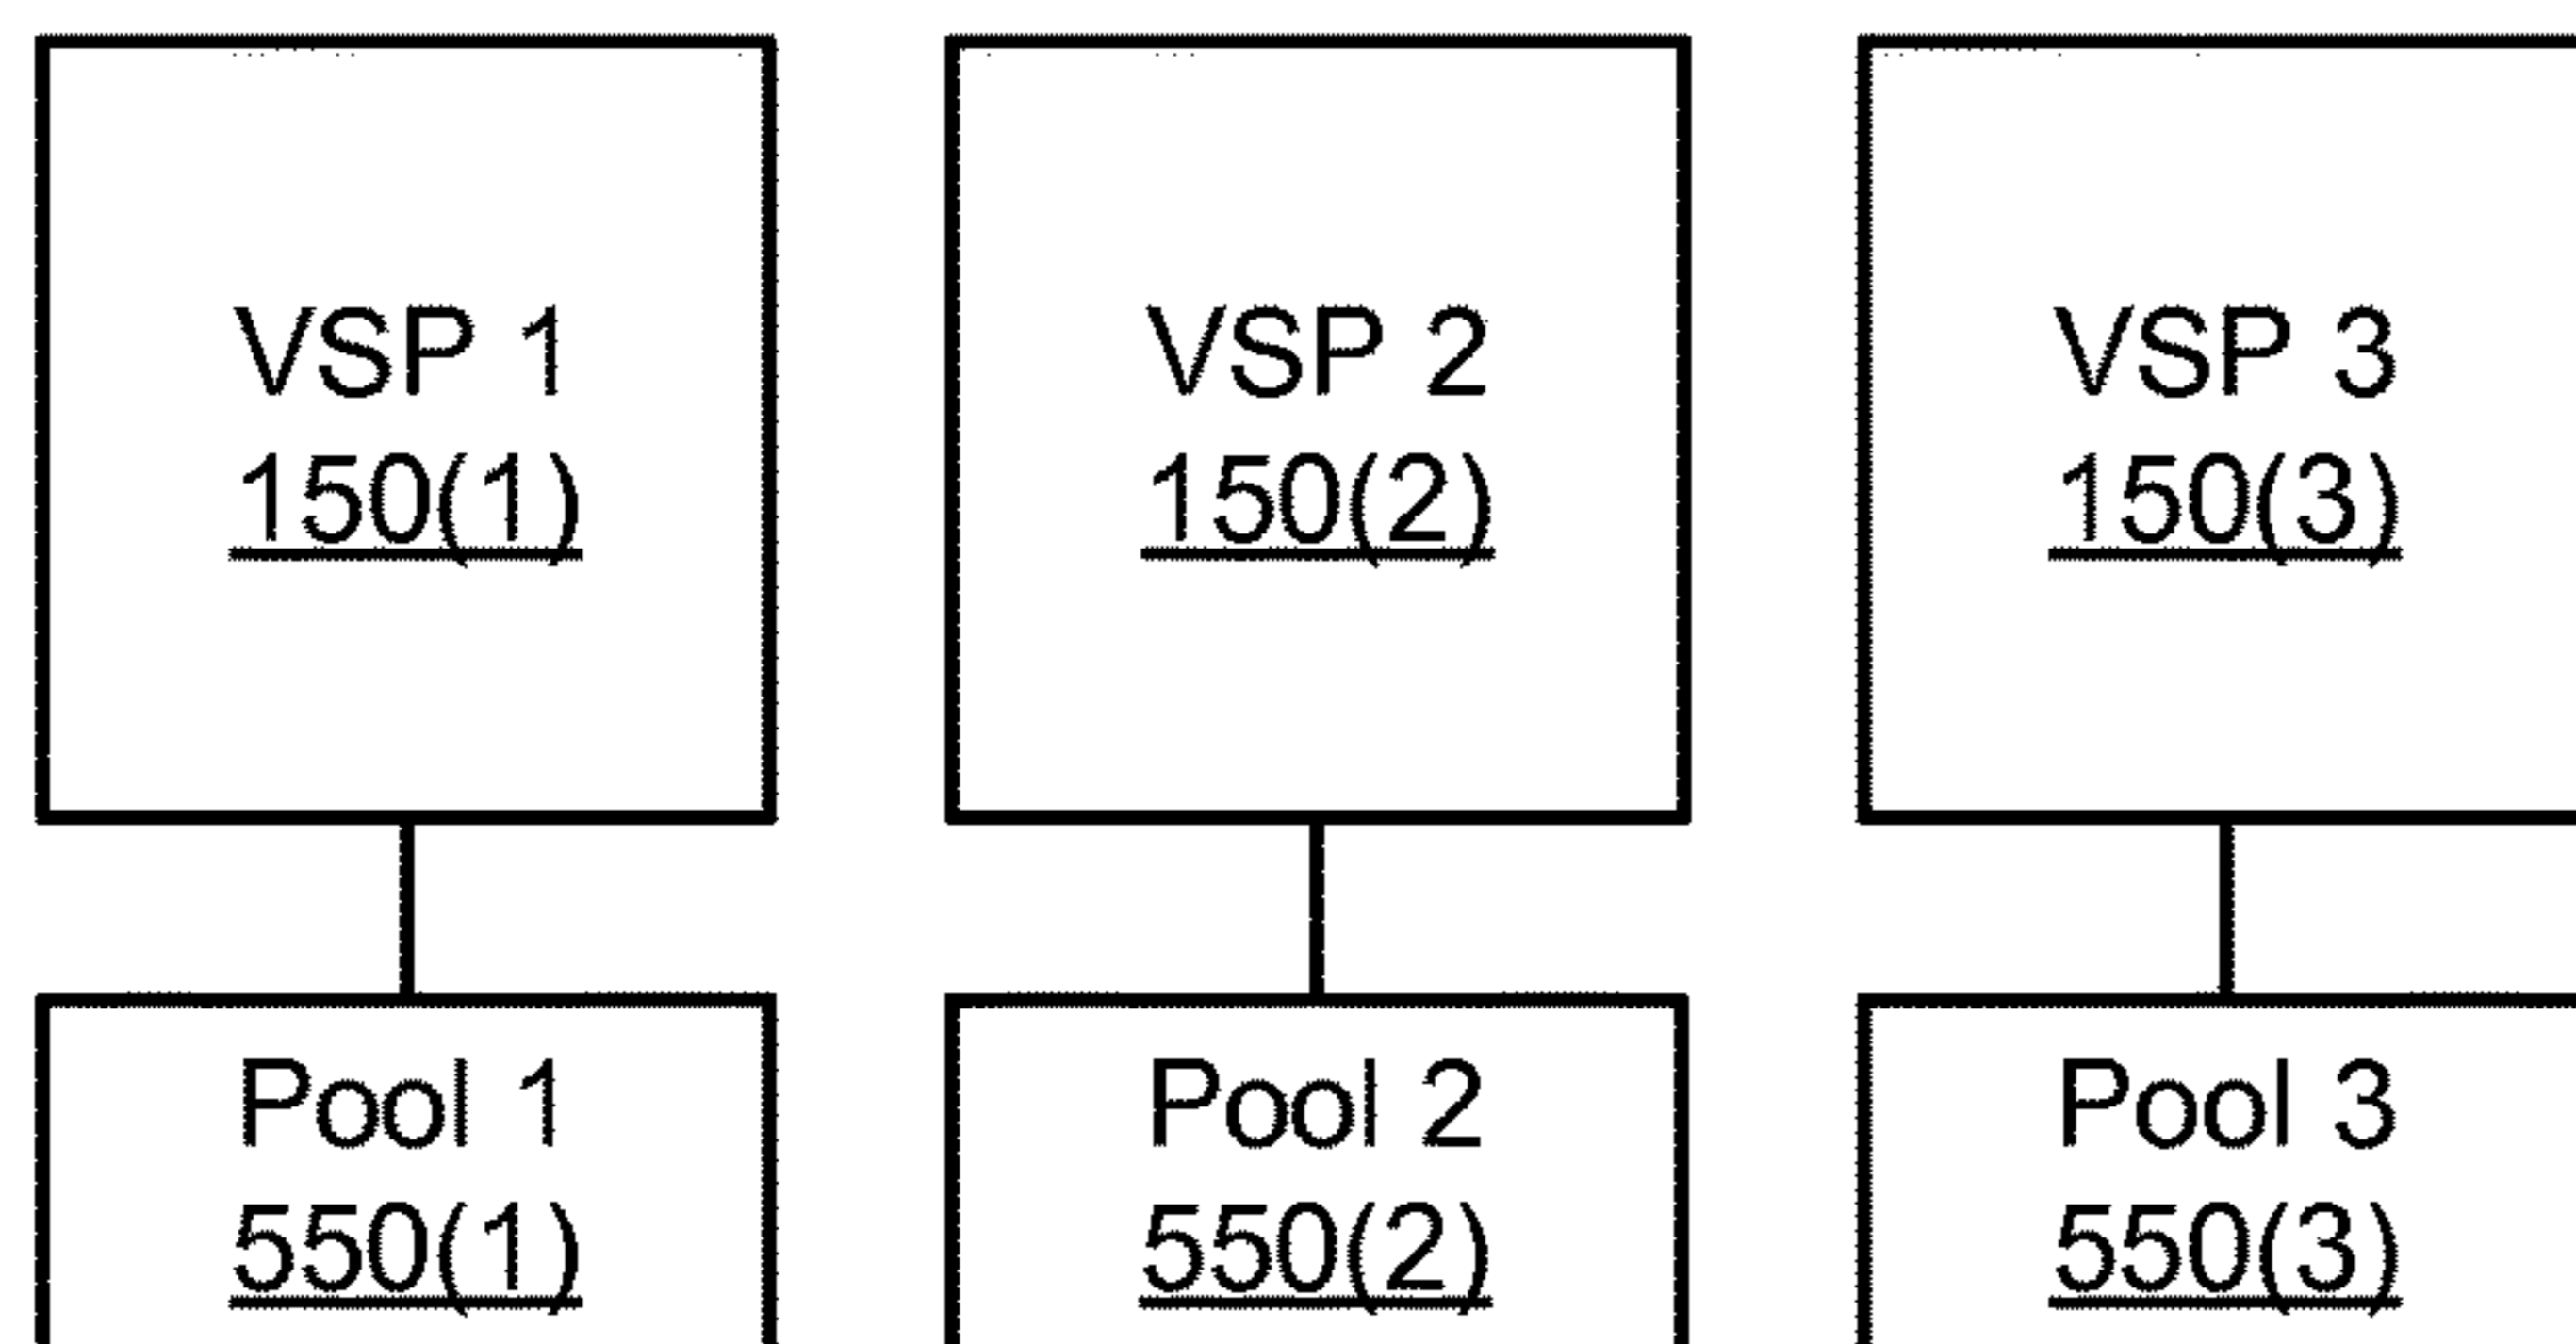 VSP 1
150(1)
VSP 2
150(2)
VSP 3
150(3)
Pool 1
550(1)
Pool 2
550(2)
Pool 3
550(3)